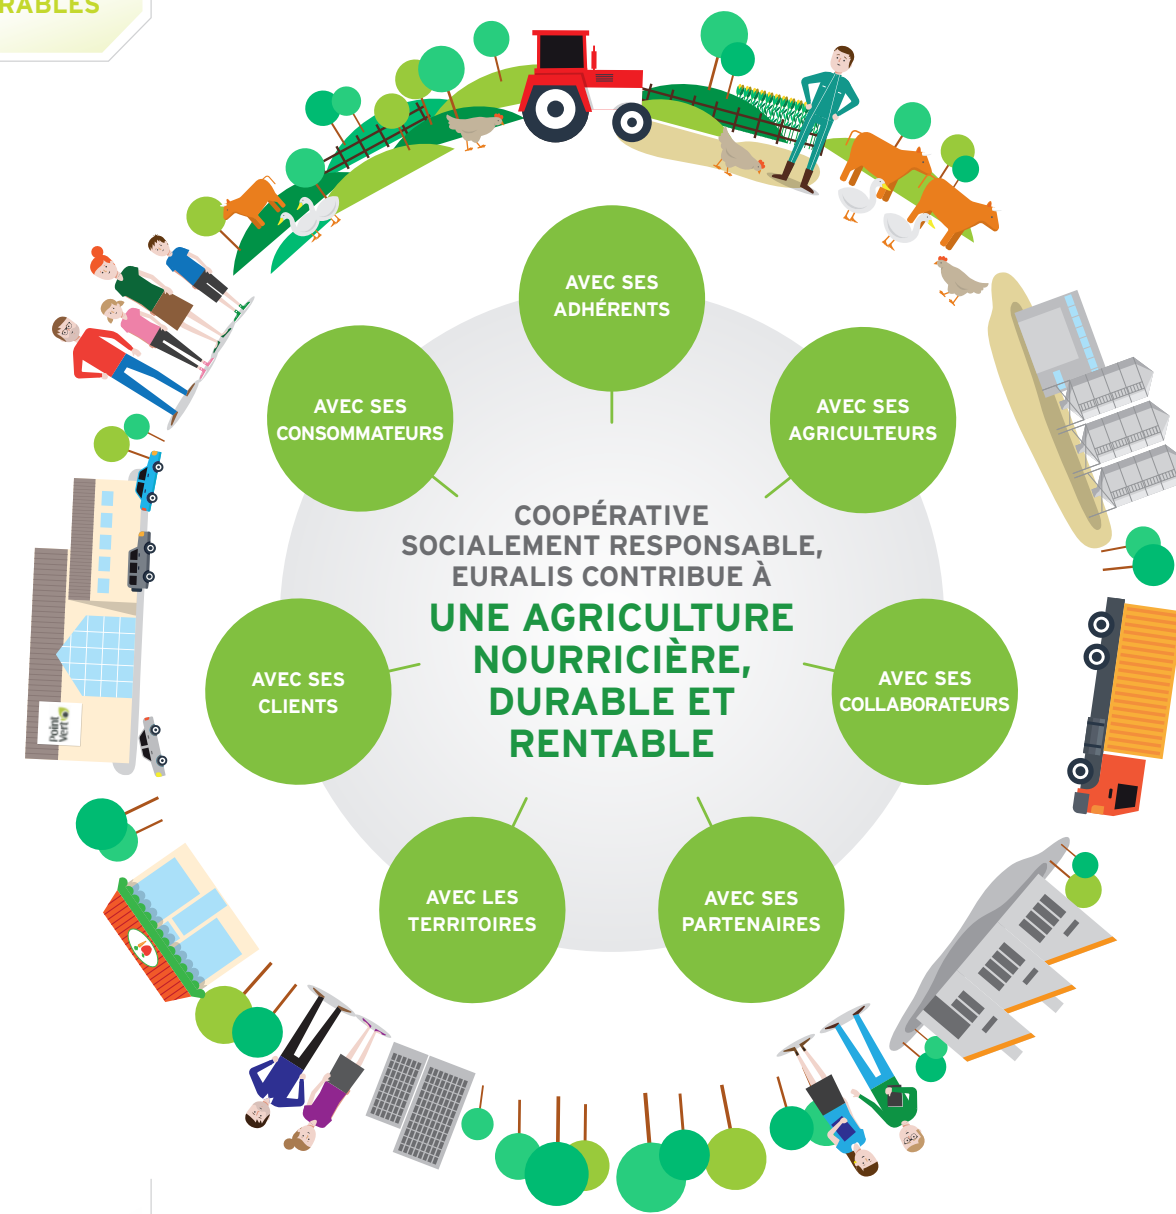 RABLES
AVEC SES
ADHÉRENTS
AVEC SES
CONSOMMATEURS
AVEC SES
AGRICULTEURS
COOPÉRATIVE
SOCIALEMENT RESPONSABLE,
EURALIS CONTRIBUE À
UNE AGRICULTURE
NOURRICIÈRE,
DURABLE ET
RENTABLE
AVEC SES
CLIENTS
AVEC SES
COLLABORATEURS
Point
Vert
AVEC LES
TERRITOIRES
AVEC SES
PARTENAIRES